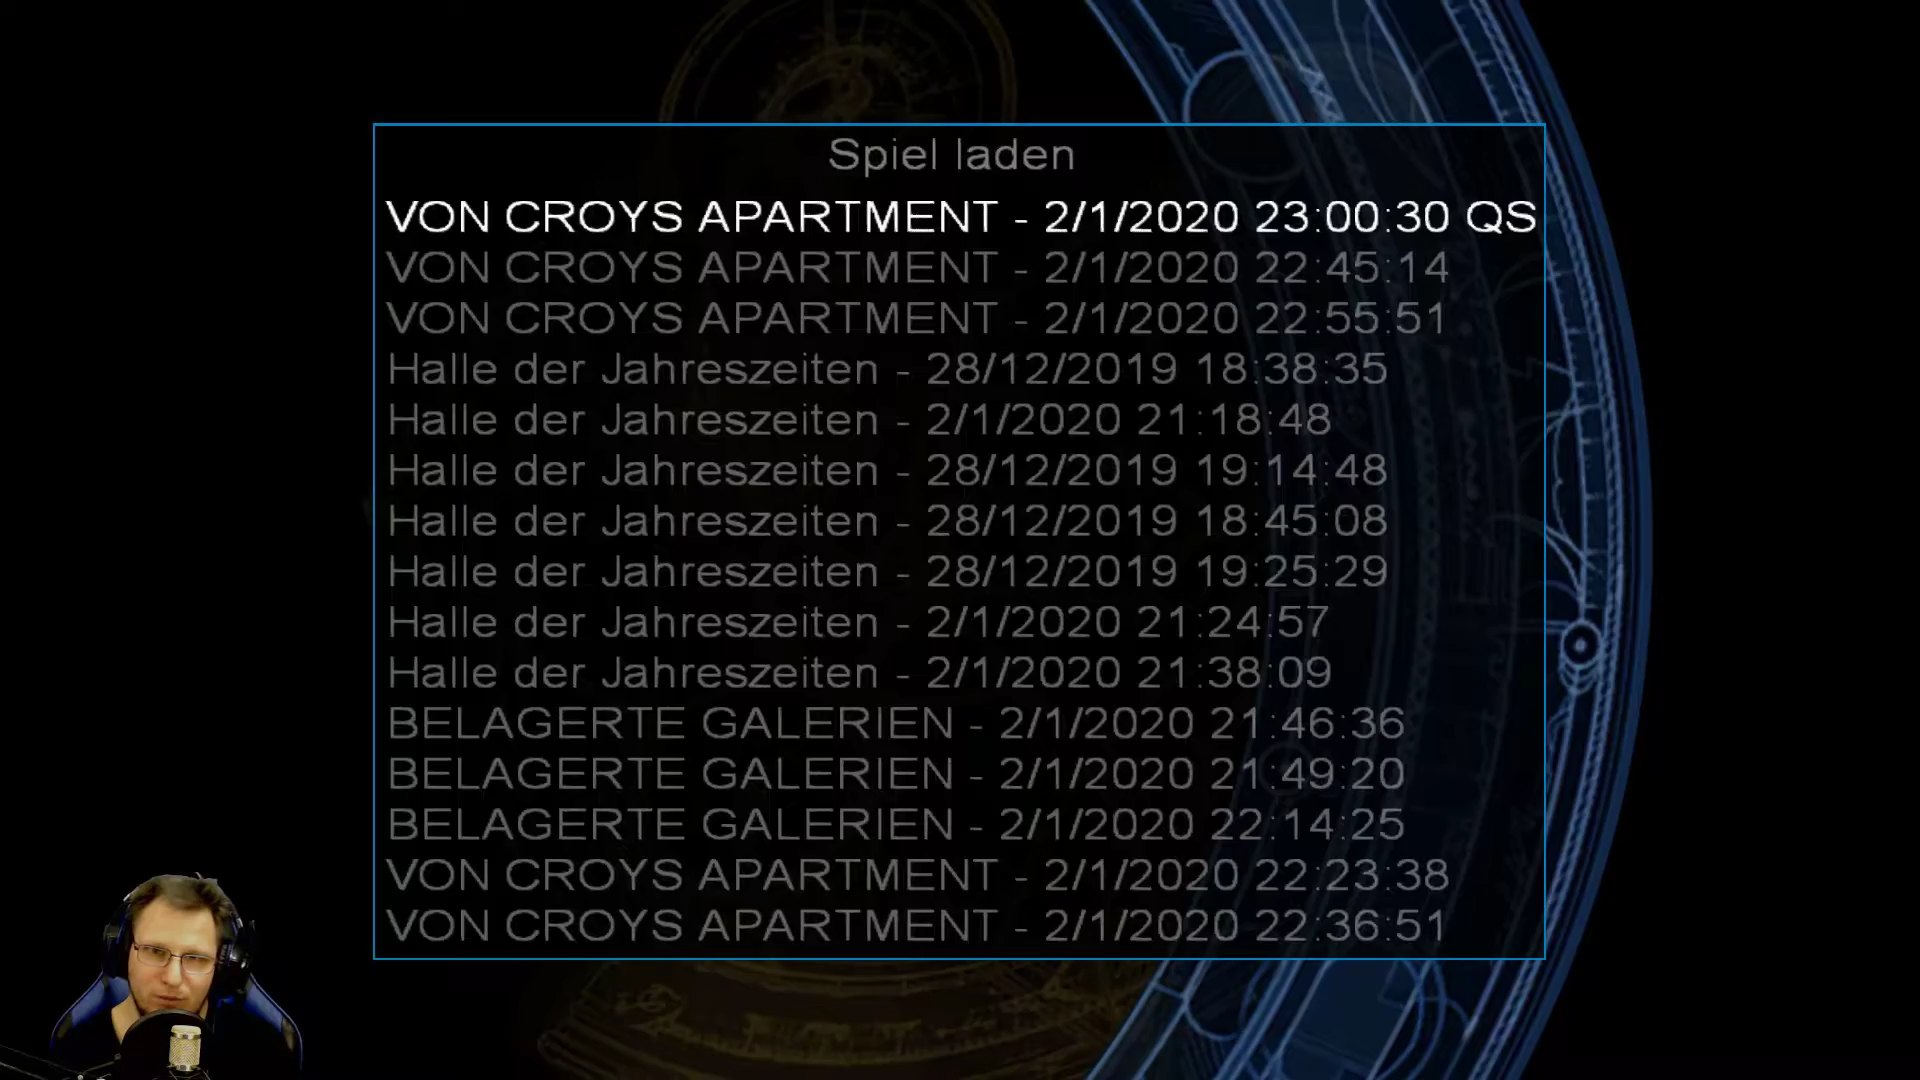 Spiel laden
VON CROYS APARTMENT - 2/1/2020 23:00:30 QS
VON CROYS APARTMENT - 2/1/2020 22:45:14
VON CROYS APARTMENT - 2/1/2020 22:55:51
Halle der Jahreszeiten - 28/12/2019 18:38:35
Halle der Jahreszeiten - 2/1/2020 21:18:48
Halle der Jahreszeiten - 28/12/2019 19:14:48
Halle der Jahreszeiten - 28/12/2019 18:45:08
Halle der Jahreszeiten - 28/12/2019 19:25:29
Halle der Jahreszeiten - 2/1/2020 21:24:57
Halle der Jahreszeiten - 2/1/2020 21:38:09
BELAGERTE GALERIEN - 2/1/2020 21:46:36
BELAGERTE GALERIEN - 2/1/2020 21:49:20
BELAGERTE GALERIEN - 2/1/2020 22:14:25
VON CROYS APARTMENT - 2/1/2020 22:23:38
VON CROYS APARTMENT - 2/1/2020 22:36:51